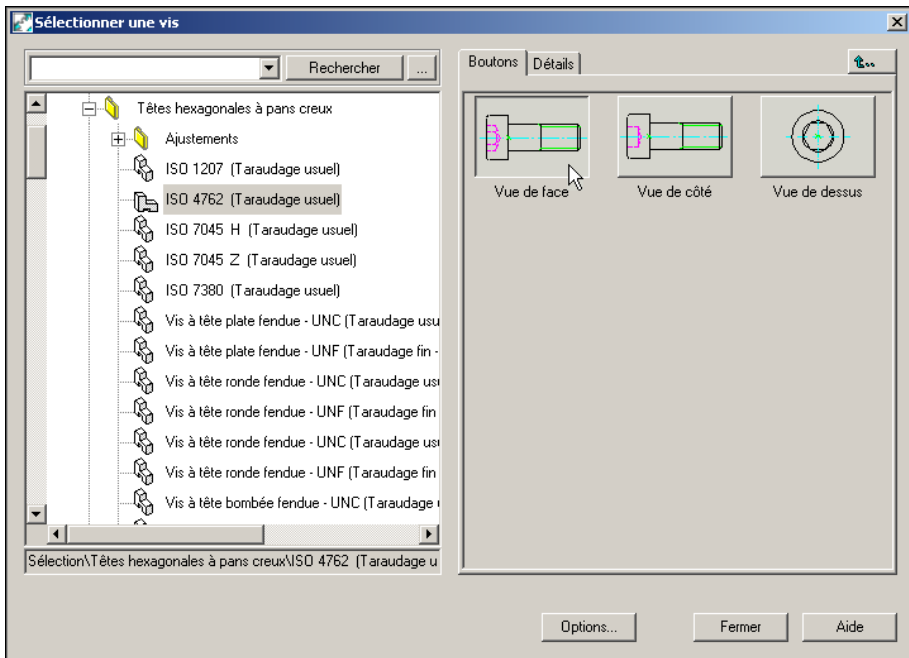 Sélectionner une vis
Rechercher
...
Têtes hexagonales à pans creux
Ajustements
ISO 1207 (Taraudage usuel)
ISO 4762 (Taraudage usuel)
ISO 7045 H (Taraudage usuel)
ISO 7045 Z (Taraudage usuel)
ISO 7380 (Taraudage usuel)
Vis à tête plate fendue - UNC (Taraudage usu
Vis à tête plate fendue - UNF (Taraudage fin -
Vis à tête ronde fendue - UNC (Taraudage usu
Vis à tête ronde fendue - UNF (Taraudage fin
Vis à tête ronde fendue - UNC (Taraudage usu
Vis à tête ronde fendue - UNF (Taraudage fin
Vis à tête bombée fendue - UNC (Taraudage
Sélection\Têtes hexagonales à pans creux\ISO 4762 (Taraudage u
Boutons Détails
Vue de face Vue de côté Vue de dessus
Options... Fermer Aide